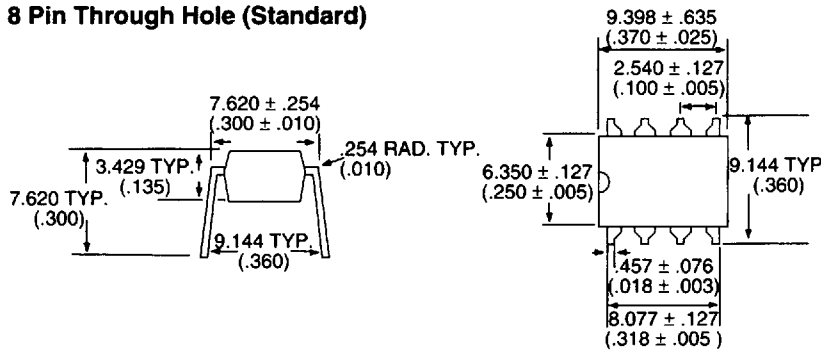 8 Pin Through Hole (Standard)
7.620 ± .254
(.300 ± .010)
3.429 TYP.
(.135)
.254 RAD. TYP.
(.010)
7.620 TYP.
(.300)
9.144 TYP.
(.360)
9.398 ± .635
(.370 ± .025)
2.540 ± .127
(.100 ± .005)
6.350 ± .127
(.250 ± .005)
9.144 TYP
(.360)
.457 ± .076
(.018 ± .003)
8.077 ± .127
(.318 ± .005 )